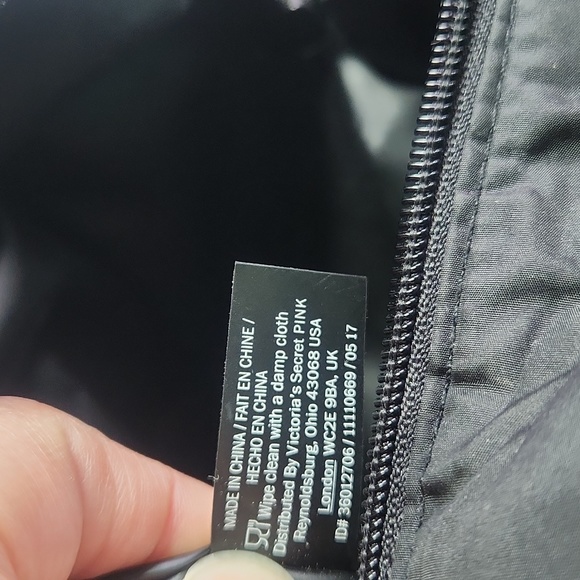 MADE IN CHINA / FAIT EN CHINE /
HECHO EN CHINA
Wipe clean with a damp cloth
Distributed By Victoria's Secret PINK
Reynoldsburg, Ohio 43068 USA
London WC2E 9BA, UK
ID# 36012706 / 11110669 / 05 17